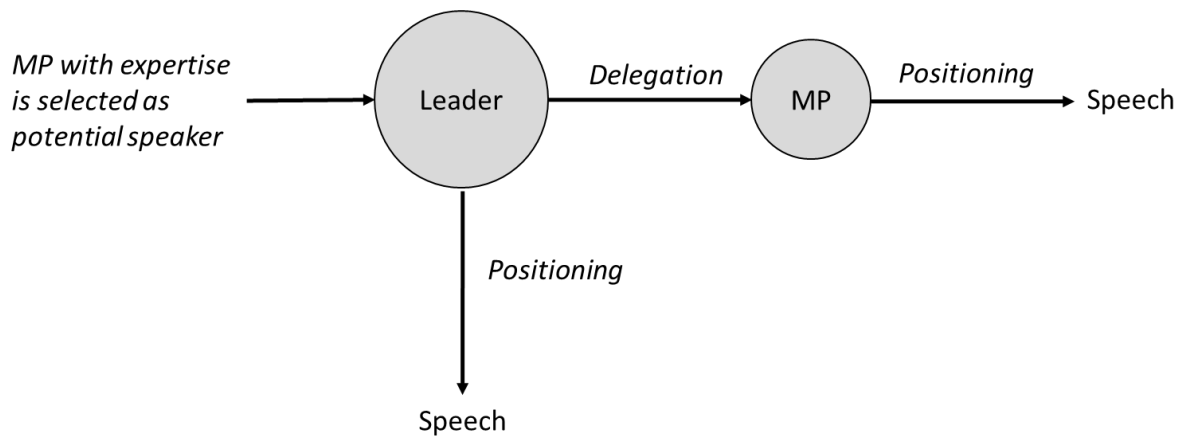 MP with expertise
is selected as
potential speaker
Leader
Delegation
MP
Positioning
Speech
Positioning
Speech